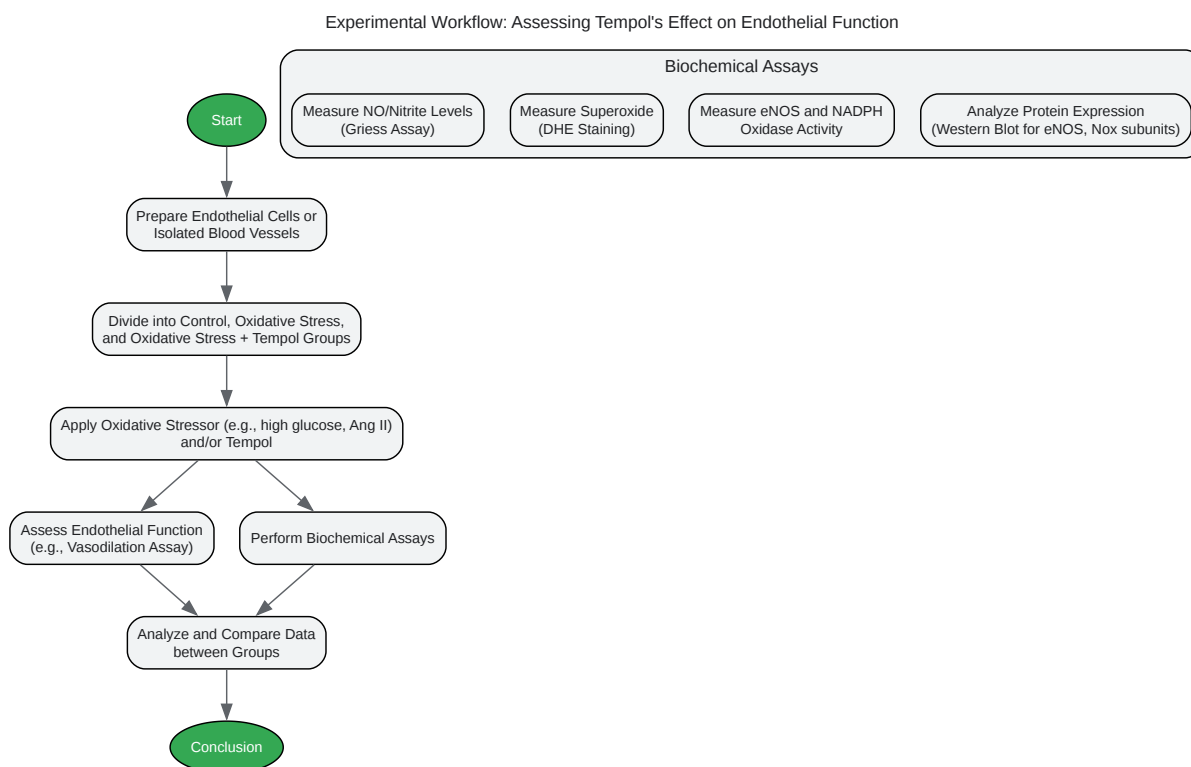 Experimental Workflow: Assessing Tempol's Effect on Endothelial Function
Biochemical Assays
Start
Measure NO/Nitrite Levels
(Griess Assay)
Measure Superoxide
(DHE Staining)
Measure eNOS and NADPH
Oxidase Activity
Analyze Protein Expression
(Western Blot for eNOS, Nox subunits)
Prepare Endothelial Cells or
Isolated Blood Vessels
Divide into Control, Oxidative Stress,
and Oxidative Stress + Tempol Groups
Apply Oxidative Stressor (e.g., high glucose, Ang II)
and/or Tempol
Assess Endothelial Function
(e.g., Vasodilation Assay)
Perform Biochemical Assays
Analyze and Compare Data
between Groups
Conclusion